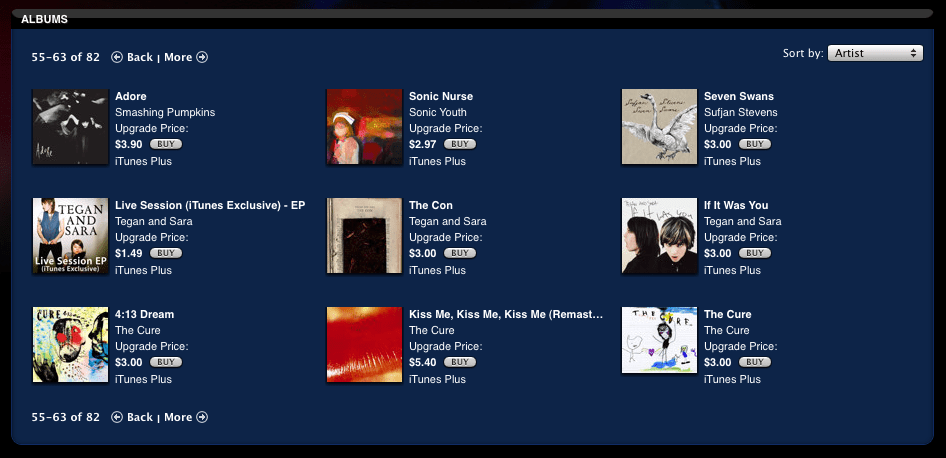 ALBUMS
55–63 of 82 Back | More
Sort by: Artist
Adore
Smashing Pumpkins
Upgrade Price:
$3.90 BUY
iTunes Plus
Sonic Nurse
Sonic Youth
Upgrade Price:
$2.97 BUY
iTunes Plus
Sufjan Stevens
Seven Swans
Sufjan Stevens
Upgrade Price:
$3.00 BUY
iTunes Plus
Adore
TEGAN
AND
SARA
Live Session EP
(iTunes Exclusive)
Live Session (iTunes Exclusive) - EP
Tegan and Sara
Upgrade Price:
$1.49 BUY
iTunes Plus
The Con
Tegan and Sara
Upgrade Price:
$3.00 BUY
iTunes Plus
If It Was You
Tegan and Sara
Upgrade Price:
$3.00 BUY
iTunes Plus
CURE
4:13 Dream
The Cure
Upgrade Price:
$3.00 BUY
iTunes Plus
Kiss Me, Kiss Me, Kiss Me (Remast...
The Cure
Upgrade Price:
$5.40 BUY
iTunes Plus
THE CURE
The Cure
The Cure
Upgrade Price:
$3.00 BUY
iTunes Plus
55–63 of 82 Back | More